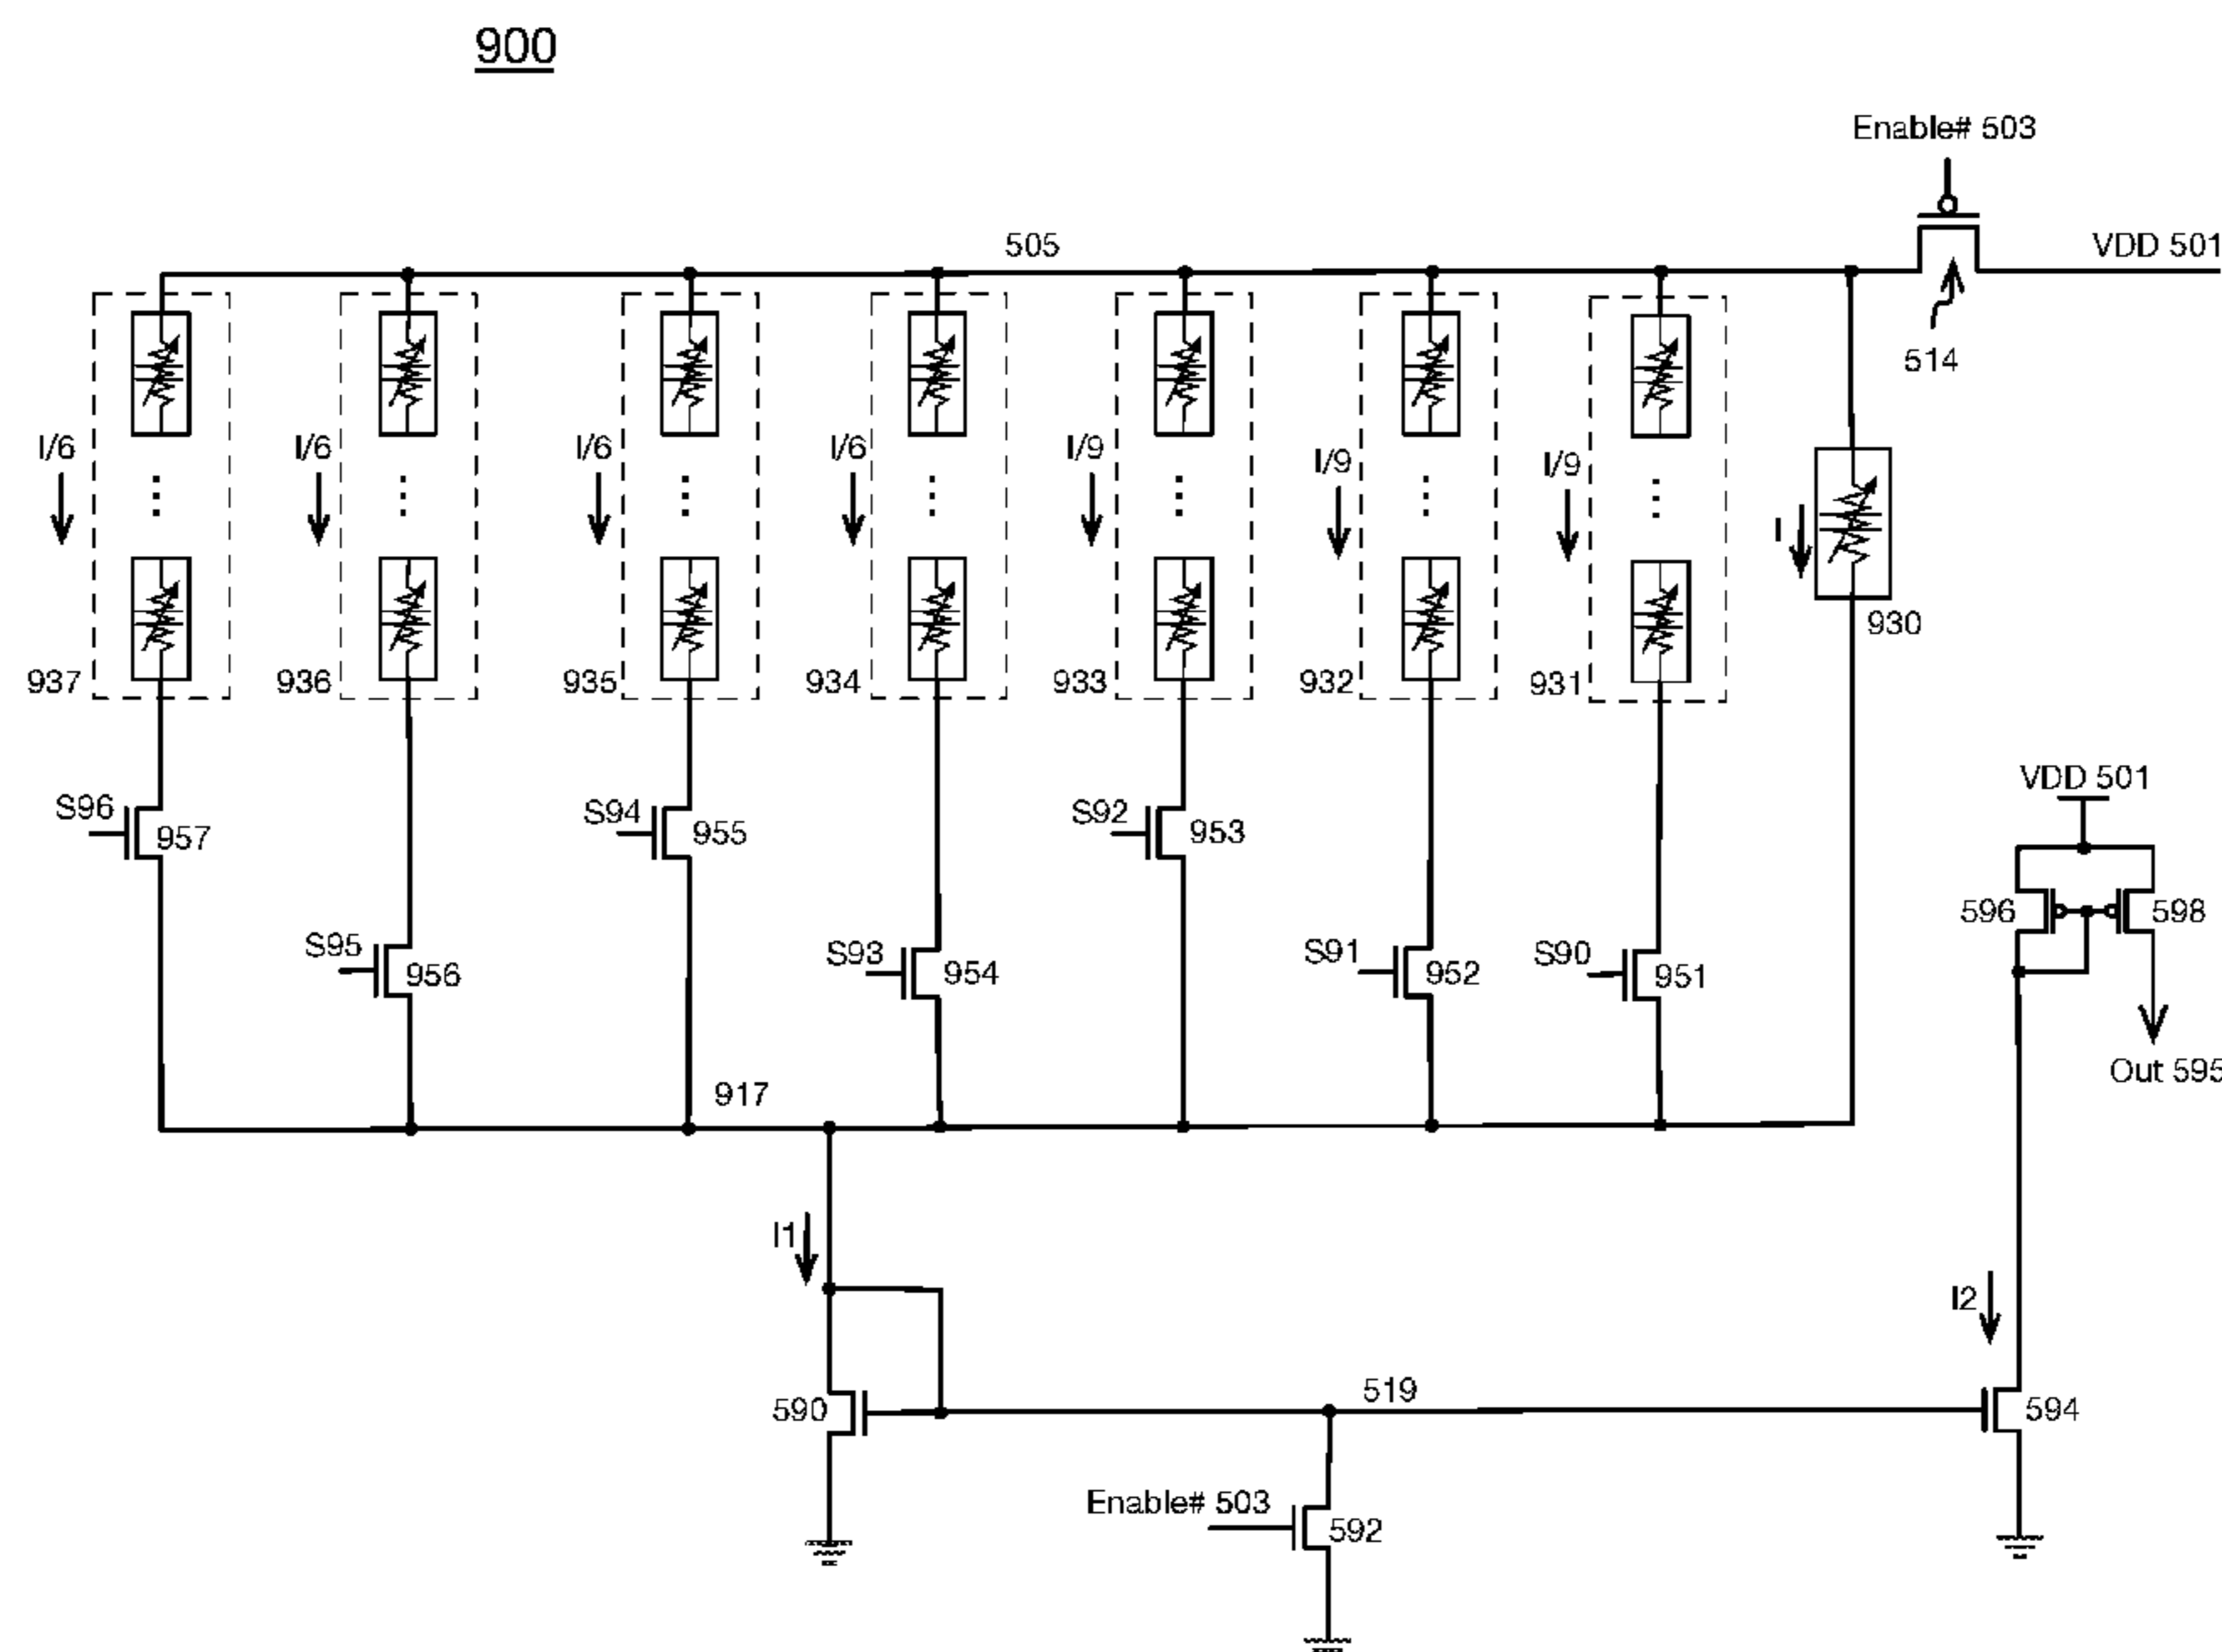 900
Enable# 503
505
VDD 501
514
I/6
I/6
I/6
I/6
I/9
I/9
I/9
I
930
937
936
935
934
933
932
931
VDD 501
S96
957
S94
955
S92
953
596
598
S95
956
S93
954
S91
952
S90
951
Out 595
917
I1
I2
590
519
594
Enable# 503
592